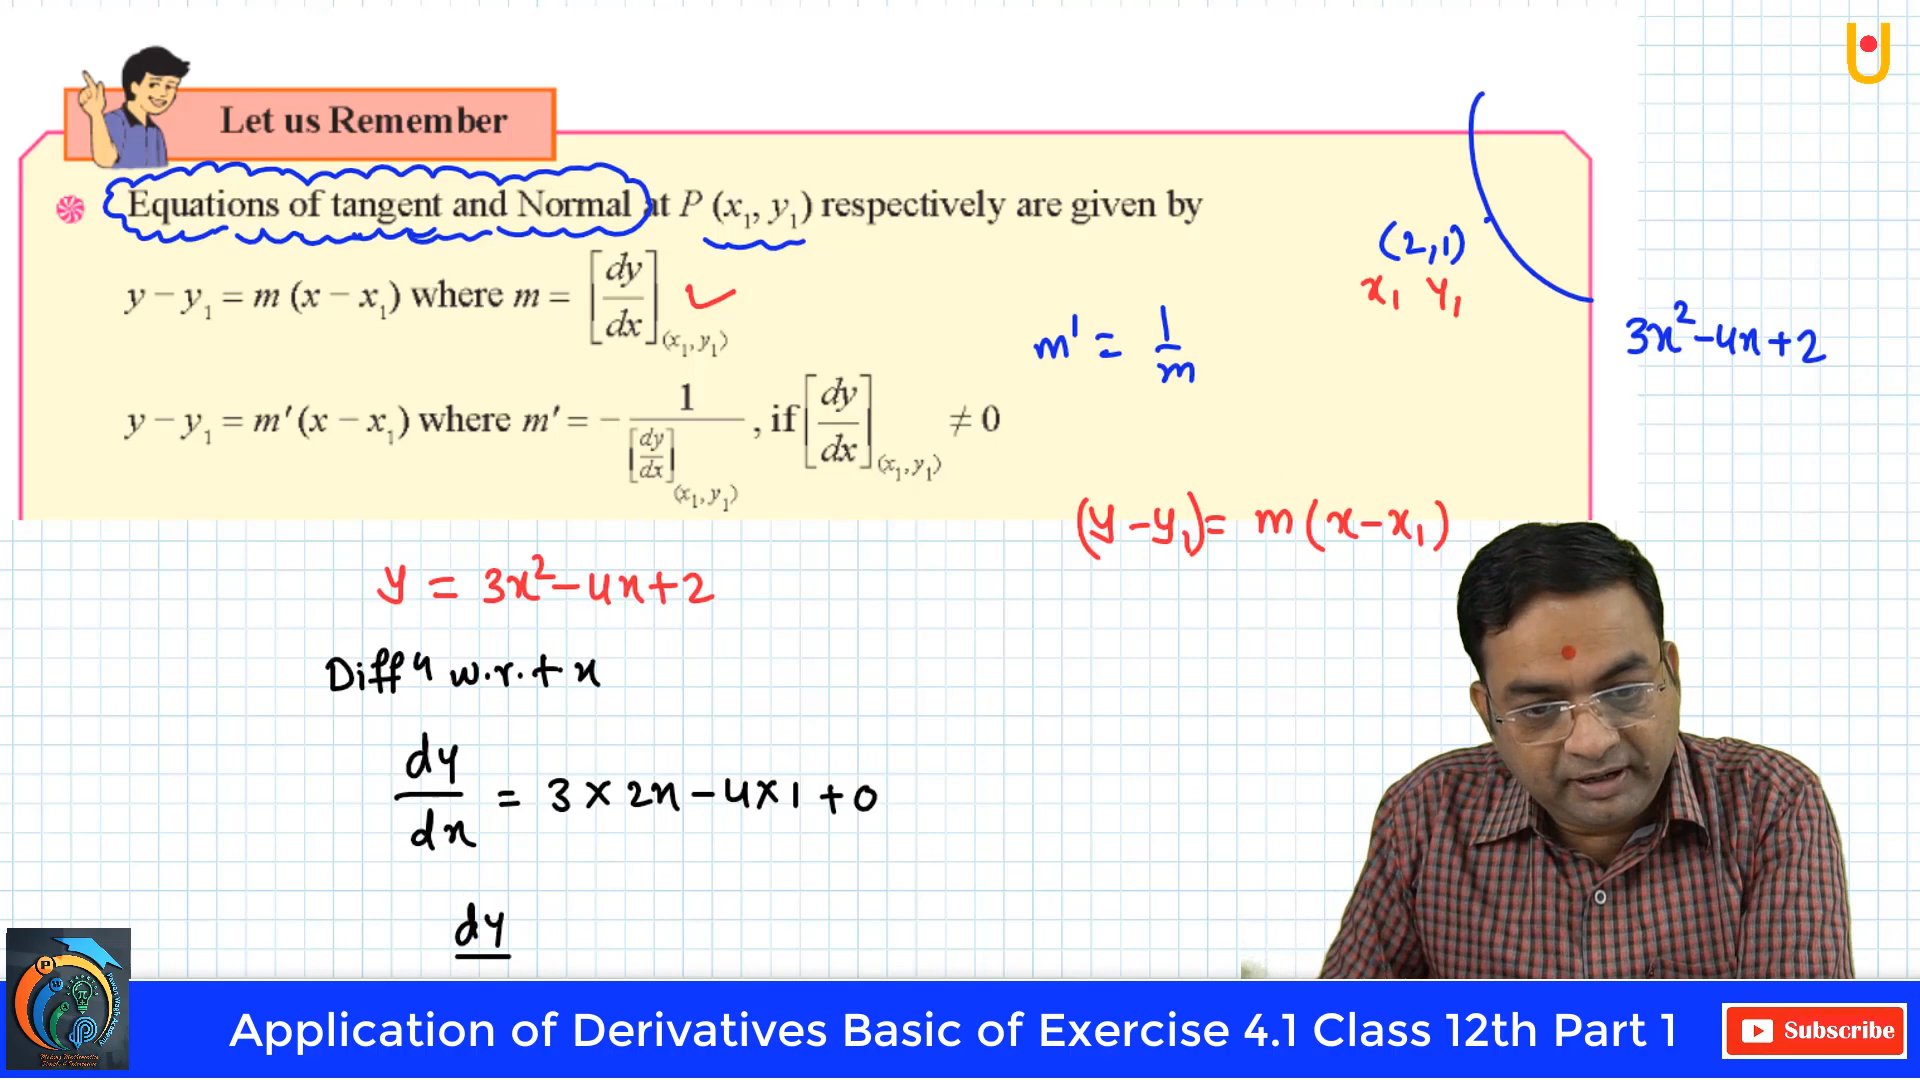 Let us Remember
Equations of tangent and Normal at P (x₁, y₁) respectively are given by
y − y₁ = m (x − x₁) where m = [dy/dx](x₁, y₁) ✓
y − y₁ = m′ (x − x₁) where m′ = − 1/[dy/dx](x₁, y₁) , if [dy/dx](x₁, y₁) ≠ 0
(2,1)
x₁ y₁
m' = 1/m
3x²-4x+2
(y-y₁) = m(x-x₁)
y = 3x²-4x+2
Diff w.r.t x
dy/dx = 3 × 2x - 4×1 + 0
dy
Application of Derivatives Basic of Exercise 4.1 Class 12th Part 1
Subscribe